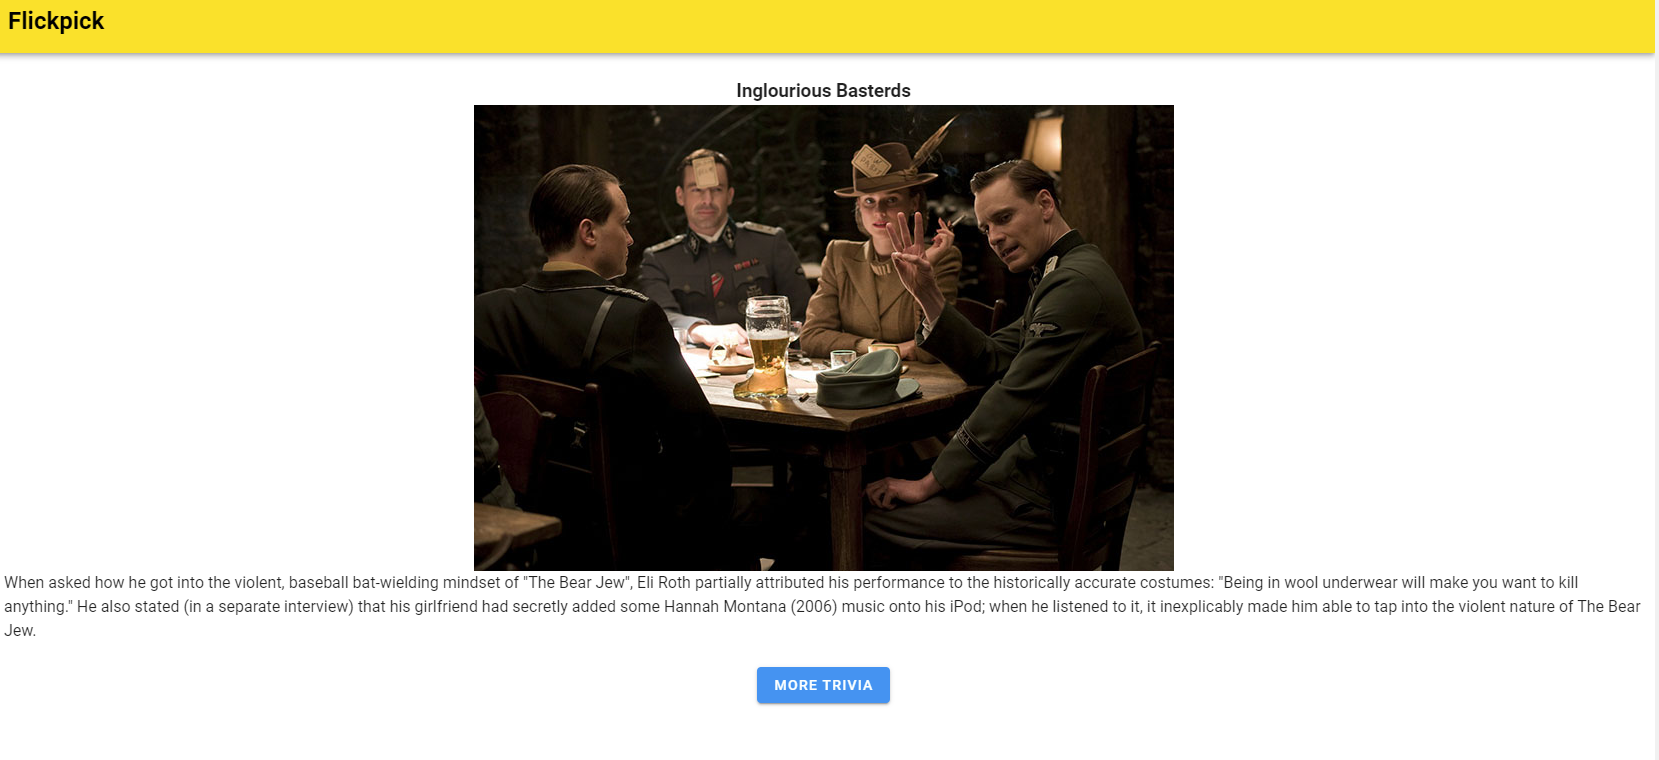 Flickpick
Inglourious Basterds
When asked how he got into the violent, baseball bat-wielding mindset of "The Bear Jew", Eli Roth partially attributed his performance to the historically accurate costumes: "Being in wool underwear will make you want to kill
anything." He also stated (in a separate interview) that his girlfriend had secretly added some Hannah Montana (2006) music onto his iPod; when he listened to it, it inexplicably made him able to tap into the violent nature of The Bear
Jew.
MORE TRIVIA